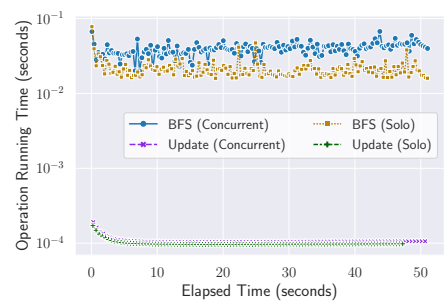 Operation Running Time (seconds)
10⁻¹
10⁻²
10⁻³
10⁻⁴
BFS (Concurrent)
Update (Concurrent)
BFS (Solo)
Update (Solo)
0 10 20 30 40 50
Elapsed Time (seconds)